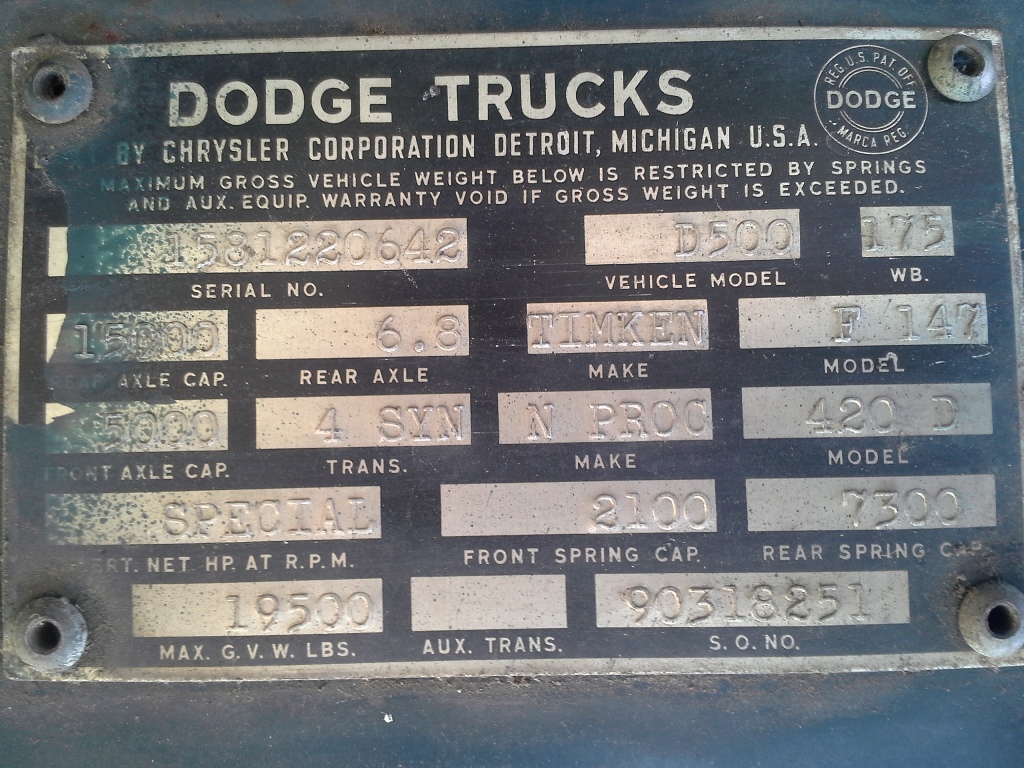 DODGE TRUCKS
REG. U.S. PAT. OFF.
DODGE
MARCA REG.
BY CHRYSLER CORPORATION DETROIT, MICHIGAN U.S.A.
MAXIMUM GROSS VEHICLE WEIGHT BELOW IS RESTRICTED BY SPRINGS
AND AUX. EQUIP. WARRANTY VOID IF GROSS WEIGHT IS EXCEEDED.
1581220642 D500 175
SERIAL NO. VEHICLE MODEL WB.
15000 6.8 TIMKEN F 147
REAR AXLE CAP. REAR AXLE MAKE MODEL
5000 4 SYN N PROC 420 D
FRONT AXLE CAP. TRANS. MAKE MODEL
SPECIAL 2100 7300
CERT. NET HP. AT R.P.M. FRONT SPRING CAP. REAR SPRING CAP.
19500 90318251
MAX. G.V.W. LBS. AUX. TRANS. S.O. NO.